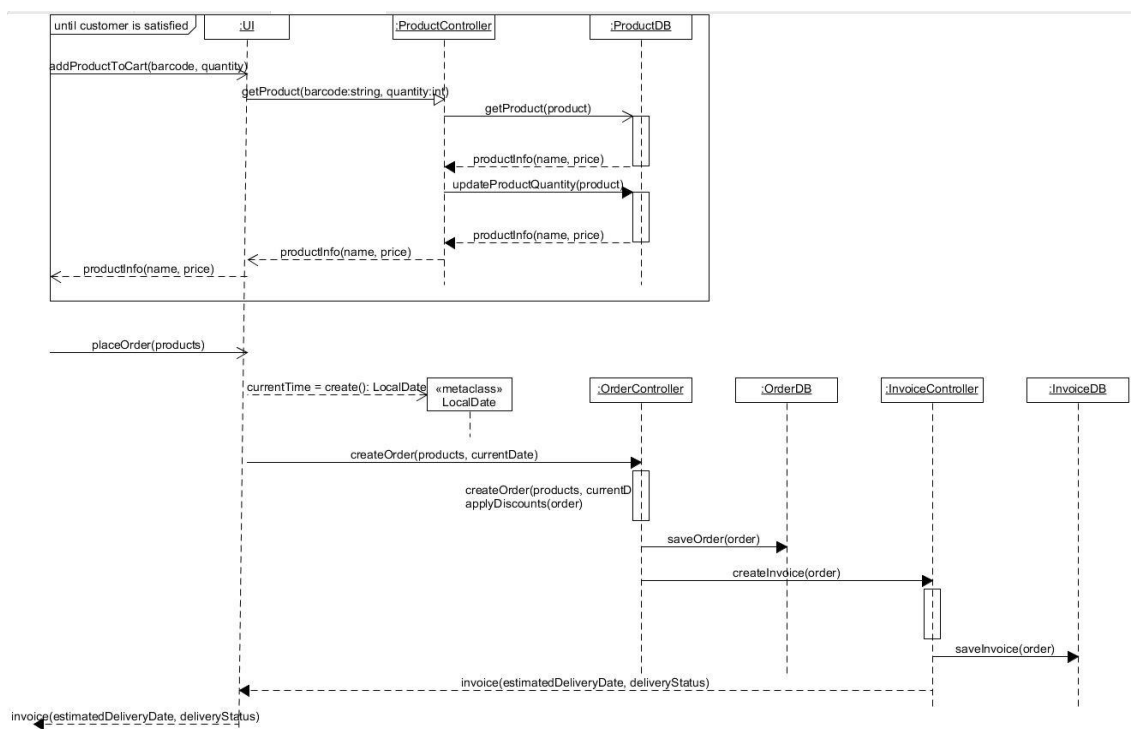 until customer is satisfied
:UI
:ProductController
:ProductDB
addProductToCart(barcode, quantity)
getProduct(barcode:string, quantity:int)
getProduct(product)
productInfo(name, price)
updateProductQuantity(product)
productInfo(name, price)
productInfo(name, price)
productInfo(name, price)
placeOrder(products)
currentTime = create(): LocalDate
«metaclass»
LocalDate
:OrderController
:OrderDB
:InvoiceController
:InvoiceDB
createOrder(products, currentDate)
createOrder(products, currentD
applyDiscounts(order)
saveOrder(order)
createInvoice(order)
saveInvoice(order)
invoice(estimatedDeliveryDate, deliveryStatus)
invoice(estimatedDeliveryDate, deliveryStatus)